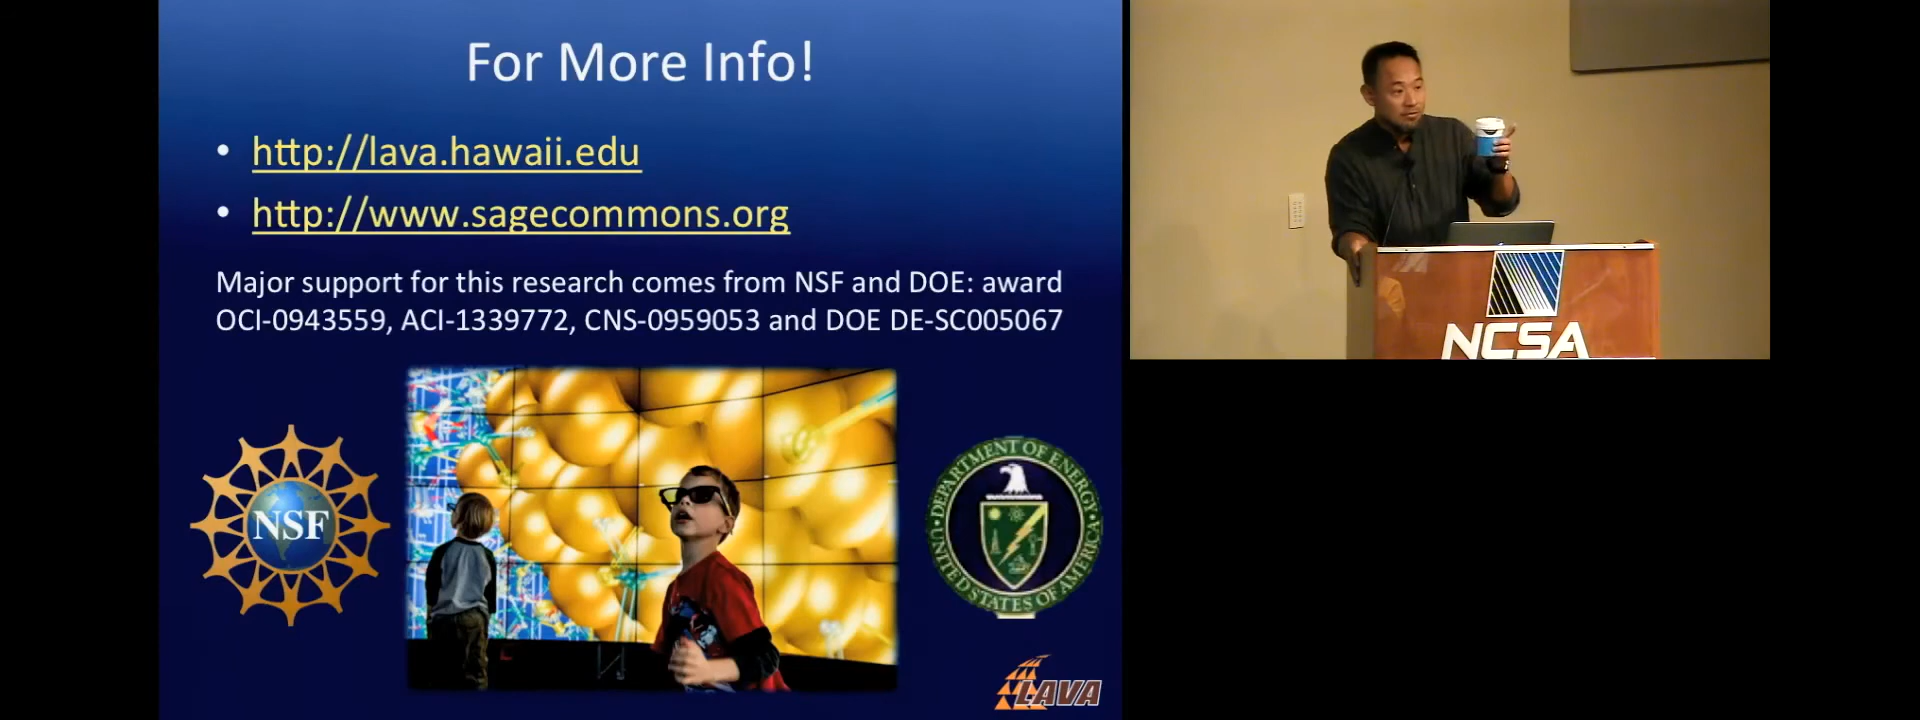 For More Info!
• http://lava.hawaii.edu
• http://www.sagecommons.org
Major support for this research comes from NSF and DOE: award
OCI-0943559, ACI-1339772, CNS-0959053 and DOE DE-SC005067
NSF
DEPARTMENT OF ENERGY
UNITED STATES OF AMERICA
LAVA
NCSA